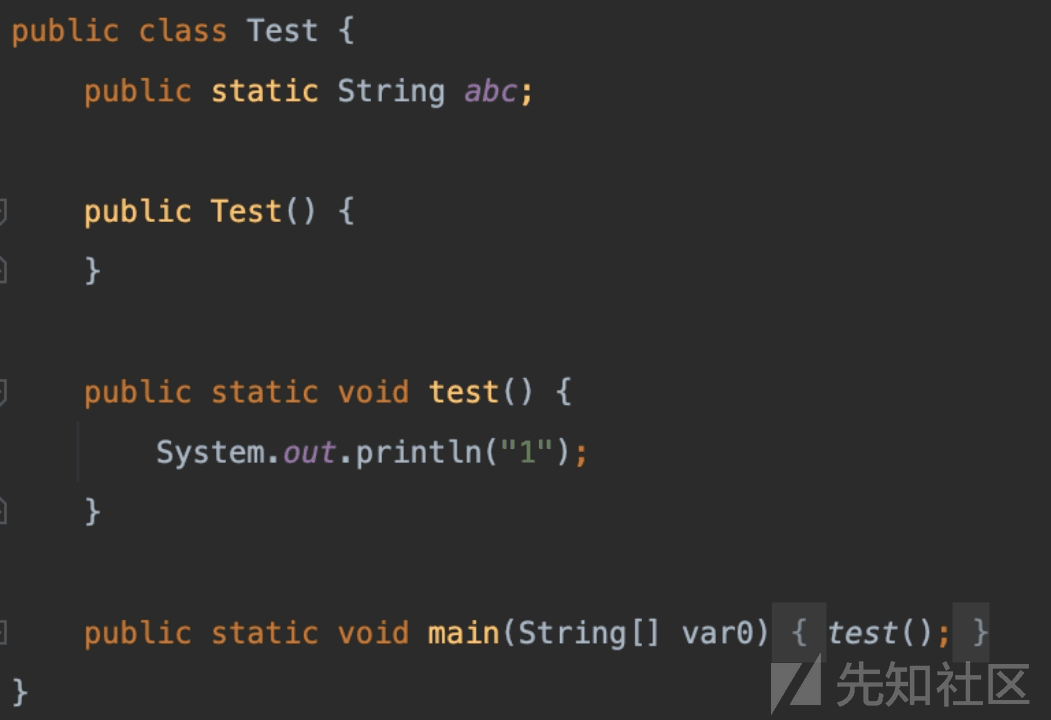 public class Test {
public static String abc;
public Test() {
}
public static void test() {
System.out.println("1");
}
public static void main(String[] var0) { test(); }
}
先知社区